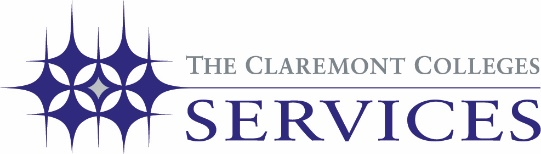 THE CLAREMONT COLLEGES
SERVICES